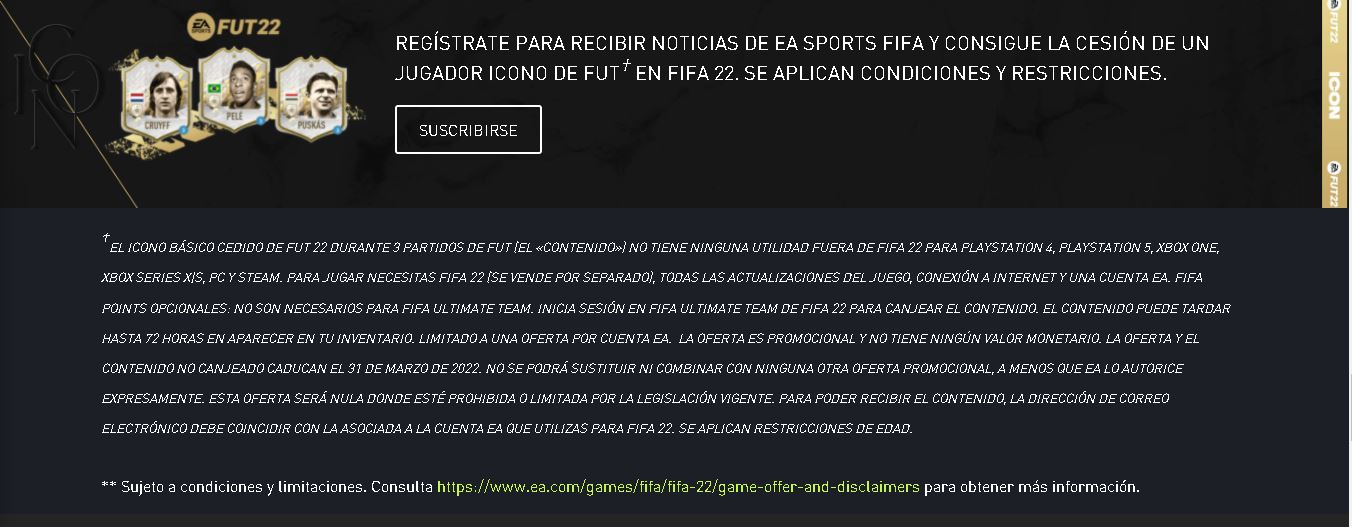 EA SPORTS FUT22
ICON
CRUYFF
PELÉ
PUSKÁS
REGÍSTRATE PARA RECIBIR NOTICIAS DE EA SPORTS FIFA Y CONSIGUE LA CESIÓN DE UN
JUGADOR ICONO DE FUT† EN FIFA 22. SE APLICAN CONDICIONES Y RESTRICCIONES.
SUSCRIBIRSE
FUT22
ICON
FUT22
†EL ICONO BÁSICO CEDIDO DE FUT 22 DURANTE 3 PARTIDOS DE FUT (EL «CONTENIDO») NO TIENE NINGUNA UTILIDAD FUERA DE FIFA 22 PARA PLAYSTATION 4, PLAYSTATION 5, XBOX ONE,
XBOX SERIES X|S, PC Y STEAM. PARA JUGAR NECESITAS FIFA 22 (SE VENDE POR SEPARADO), TODAS LAS ACTUALIZACIONES DEL JUEGO, CONEXIÓN A INTERNET Y UNA CUENTA EA. FIFA
POINTS OPCIONALES: NO SON NECESARIOS PARA FIFA ULTIMATE TEAM. INICIA SESIÓN EN FIFA ULTIMATE TEAM DE FIFA 22 PARA CANJEAR EL CONTENIDO. EL CONTENIDO PUEDE TARDAR
HASTA 72 HORAS EN APARECER EN TU INVENTARIO. LIMITADO A UNA OFERTA POR CUENTA EA. LA OFERTA ES PROMOCIONAL Y NO TIENE NINGÚN VALOR MONETARIO. LA OFERTA Y EL
CONTENIDO NO CANJEADO CADUCAN EL 31 DE MARZO DE 2022. NO SE PODRÁ SUSTITUIR NI COMBINAR CON NINGUNA OTRA OFERTA PROMOCIONAL, A MENOS QUE EA LO AUTORICE
EXPRESAMENTE. ESTA OFERTA SERÁ NULA DONDE ESTÉ PROHIBIDA O LIMITADA POR LA LEGISLACIÓN VIGENTE. PARA PODER RECIBIR EL CONTENIDO, LA DIRECCIÓN DE CORREO
ELECTRÓNICO DEBE COINCIDIR CON LA ASOCIADA A LA CUENTA EA QUE UTILIZAS PARA FIFA 22. SE APLICAN RESTRICCIONES DE EDAD.
** Sujeto a condiciones y limitaciones. Consulta https://www.ea.com/games/fifa/fifa-22/game-offer-and-disclaimers para obtener más información.